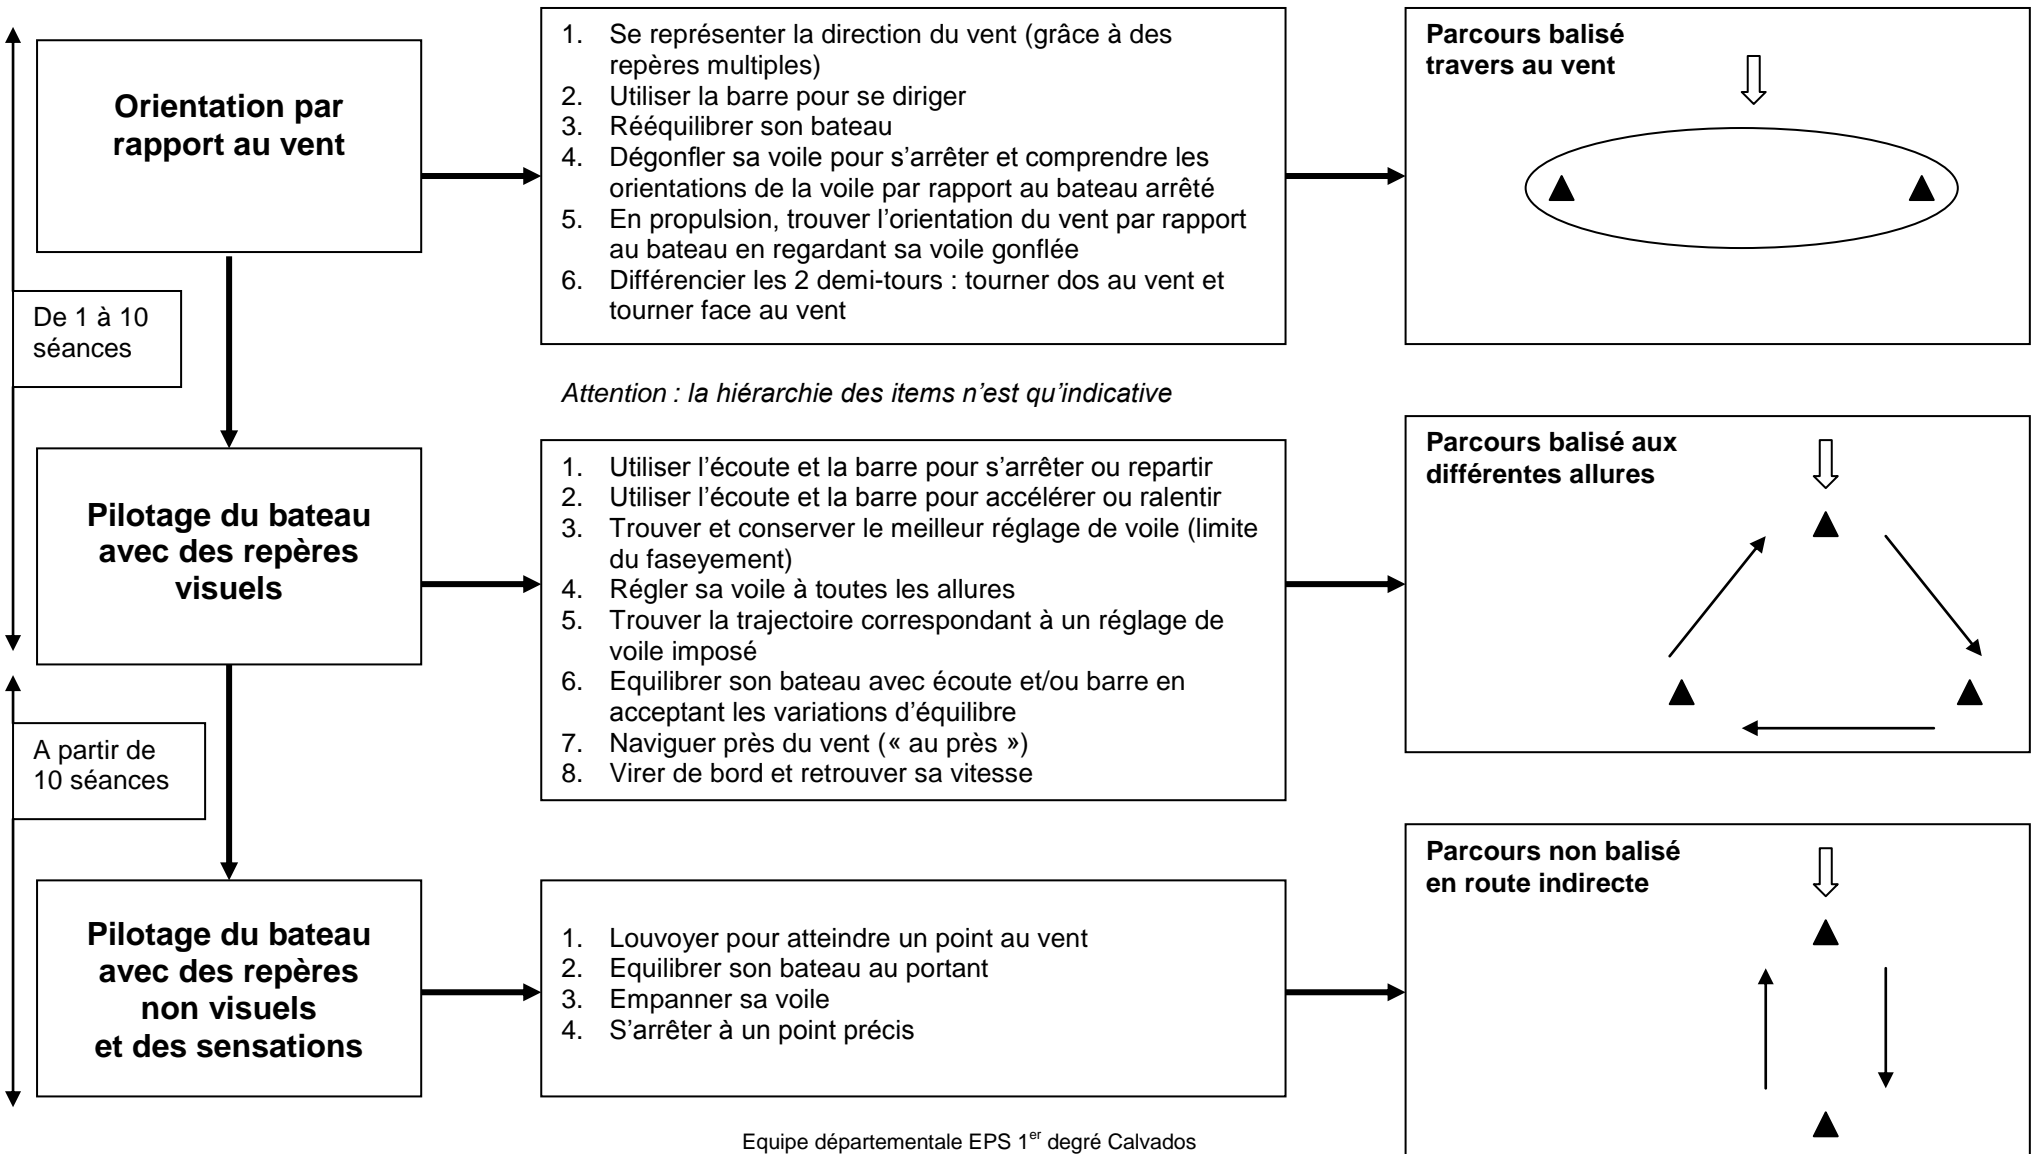 Orientation par
rapport au vent
1. Se représenter la direction du vent (grâce à des
repères multiples)
2. Utiliser la barre pour se diriger
3. Rééquilibrer son bateau
4. Dégonfler sa voile pour s’arrêter et comprendre les
orientations de la voile par rapport au bateau arrêté
5. En propulsion, trouver l’orientation du vent par rapport
au bateau en regardant sa voile gonflée
6. Différencier les 2 demi-tours : tourner dos au vent et
tourner face au vent
Parcours balisé
travers au vent
De 1 à 10
séances
Attention : la hiérarchie des items n’est qu’indicative
Pilotage du bateau
avec des repères
visuels
1. Utiliser l’écoute et la barre pour s’arrêter ou repartir
2. Utiliser l’écoute et la barre pour accélérer ou ralentir
3. Trouver et conserver le meilleur réglage de voile (limite
du faseyement)
4. Régler sa voile à toutes les allures
5. Trouver la trajectoire correspondant à un réglage de
voile imposé
6. Equilibrer son bateau avec écoute et/ou barre en
acceptant les variations d’équilibre
7. Naviguer près du vent (« au près »)
8. Virer de bord et retrouver sa vitesse
Parcours balisé aux
différentes allures
A partir de
10 séances
Pilotage du bateau
avec des repères
non visuels
et des sensations
1. Louvoyer pour atteindre un point au vent
2. Equilibrer son bateau au portant
3. Empanner sa voile
4. S’arrêter à un point précis
Parcours non balisé
en route indirecte
Equipe départementale EPS 1er degré Calvados